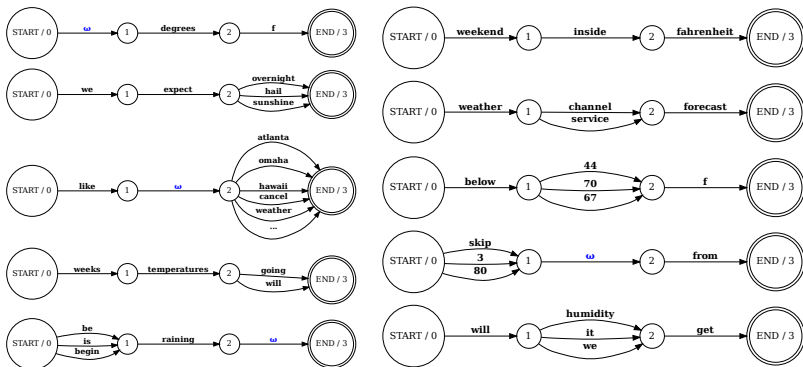 START / 0 ω 1 degrees 2 f END / 3
START / 0 we 1 expect 2 overnight hail sunshine END / 3
START / 0 like 1 ω 2 atlanta omaha hawaii cancel weather ... END / 3
START / 0 weeks 1 temperatures 2 going will END / 3
START / 0 be is begin 1 raining 2 ω END / 3
START / 0 weekend 1 inside 2 fahrenheit END / 3
START / 0 weather 1 channel service 2 forecast END / 3
START / 0 below 1 44 70 67 2 f END / 3
START / 0 skip 3 80 1 ω 2 from END / 3
START / 0 will 1 humidity it we 2 get END / 3